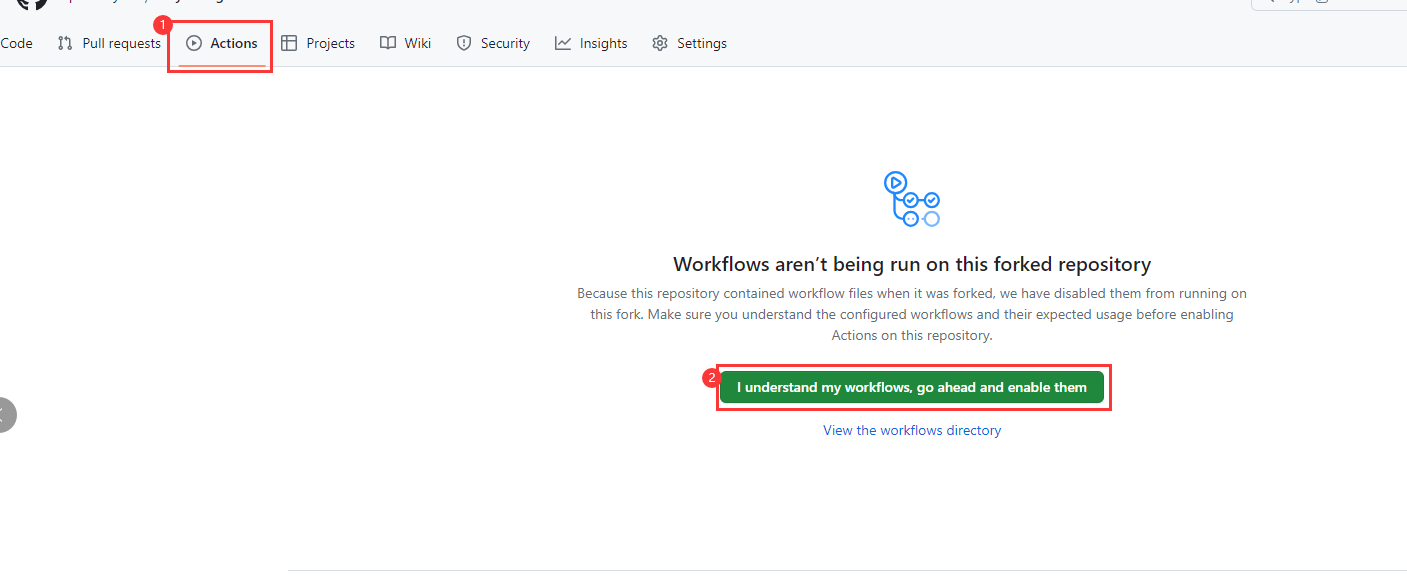 1
Code Pull requests Actions Projects Wiki Security Insights Settings
Workflows aren’t being run on this forked repository
Because this repository contained workflow files when it was forked, we have disabled them from running on
this fork. Make sure you understand the configured workflows and their expected usage before enabling
Actions on this repository.
2
I understand my workflows, go ahead and enable them
View the workflows directory